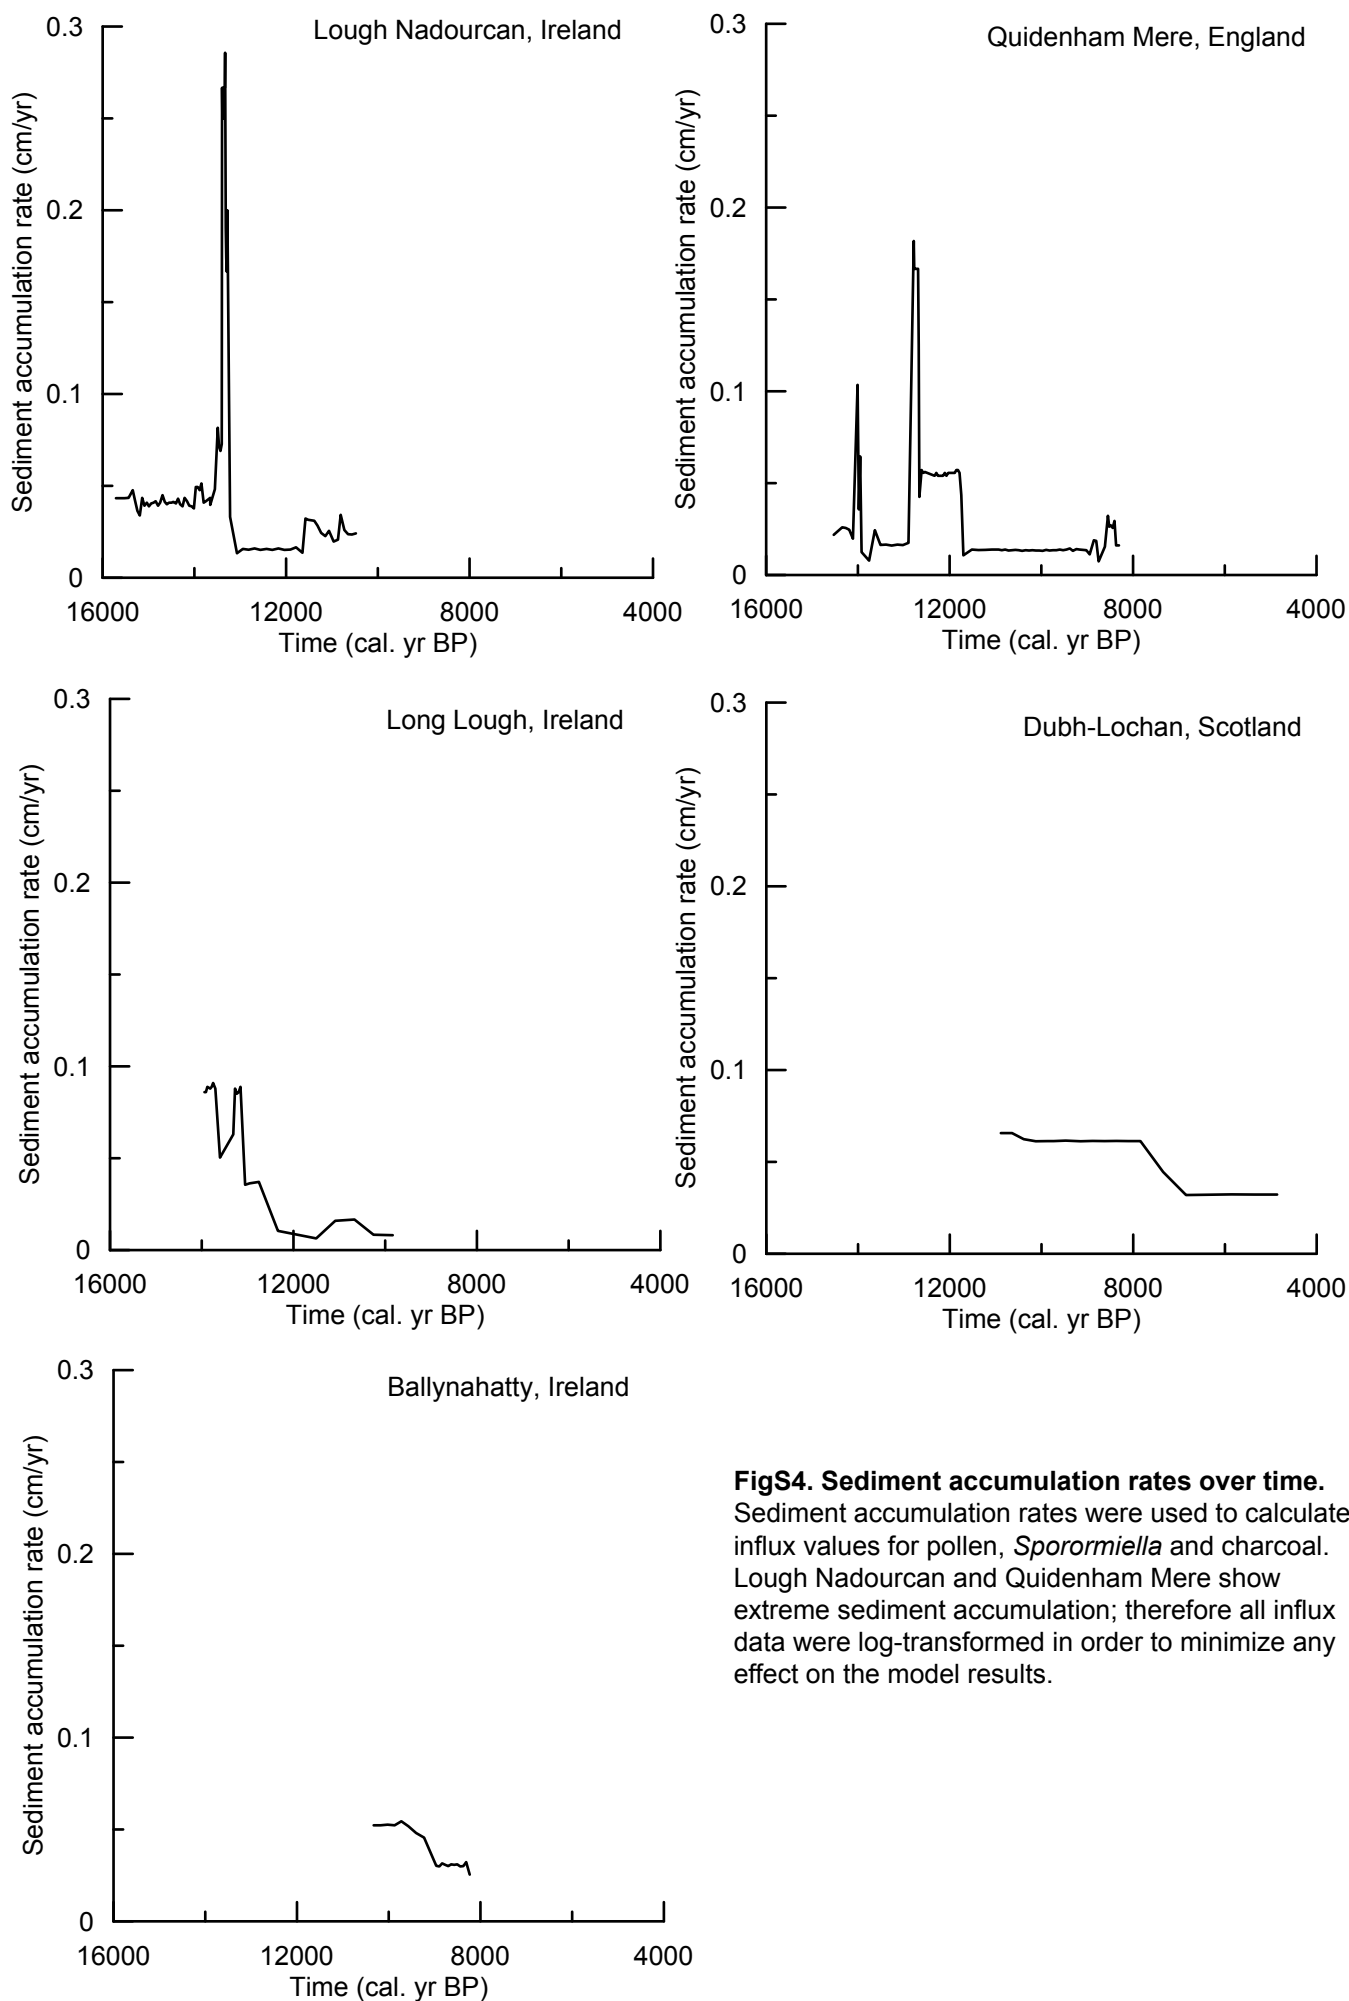 Lough Nadourcan, Ireland
Sediment accumulation rate (cm/yr)
0.3
0.2
0.1
0
16000 12000 8000 4000
Time (cal. yr BP)
Quidenham Mere, England
Sediment accumulation rate (cm/yr)
0.3
0.2
0.1
0
16000 12000 8000 4000
Time (cal. yr BP)
Long Lough, Ireland
Sediment accumulation rate (cm/yr)
0.3
0.2
0.1
0
16000 12000 8000 4000
Time (cal. yr BP)
Dubh-Lochan, Scotland
Sediment accumulation rate (cm/yr)
0.3
0.2
0.1
0
16000 12000 8000 4000
Time (cal. yr BP)
Ballynahatty, Ireland
Sediment accumulation rate (cm/yr)
0.3
0.2
0.1
0
16000 12000 8000 4000
Time (cal. yr BP)
FigS4. Sediment accumulation rates over time.
Sediment accumulation rates were used to calculate
influx values for pollen, Sporormiella and charcoal.
Lough Nadourcan and Quidenham Mere show
extreme sediment accumulation; therefore all influx
data were log-transformed in order to minimize any
effect on the model results.